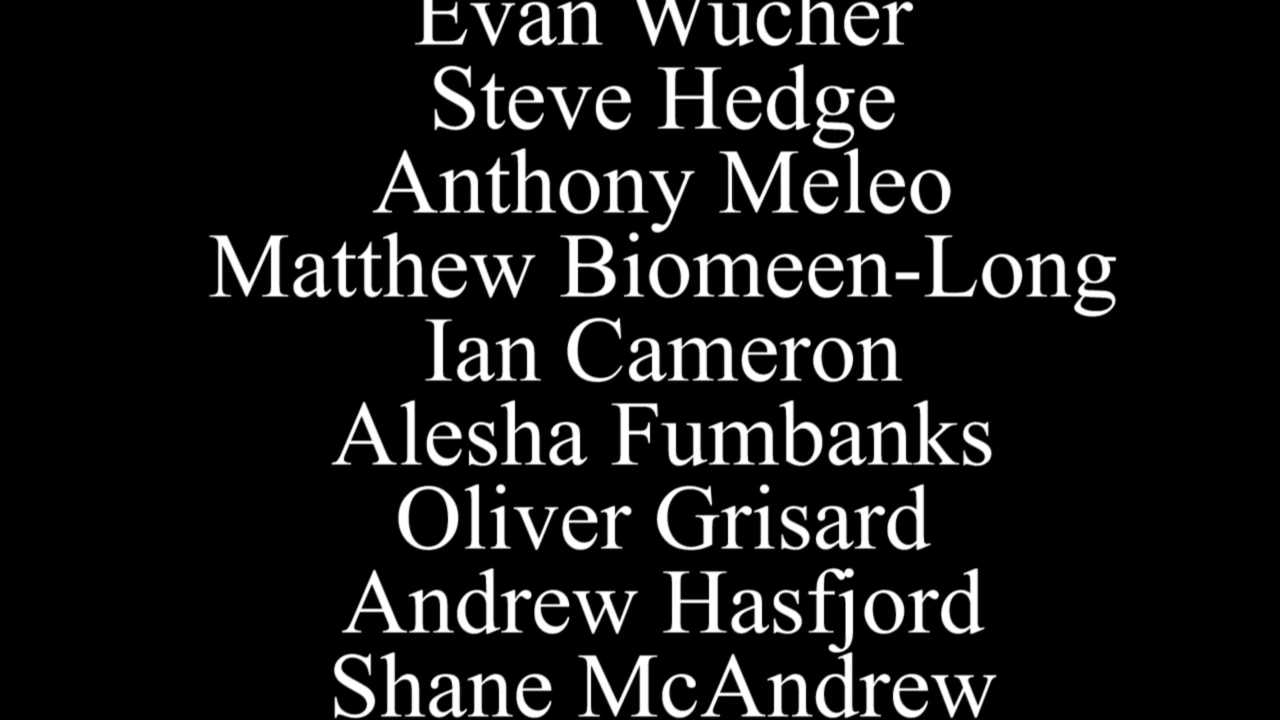 Evan Wucher
Steve Hedge
Anthony Meleo
Matthew Biomeen-Long
Ian Cameron
Alesha Fumbanks
Oliver Grisard
Andrew Hasfjord
Shane McAndrew